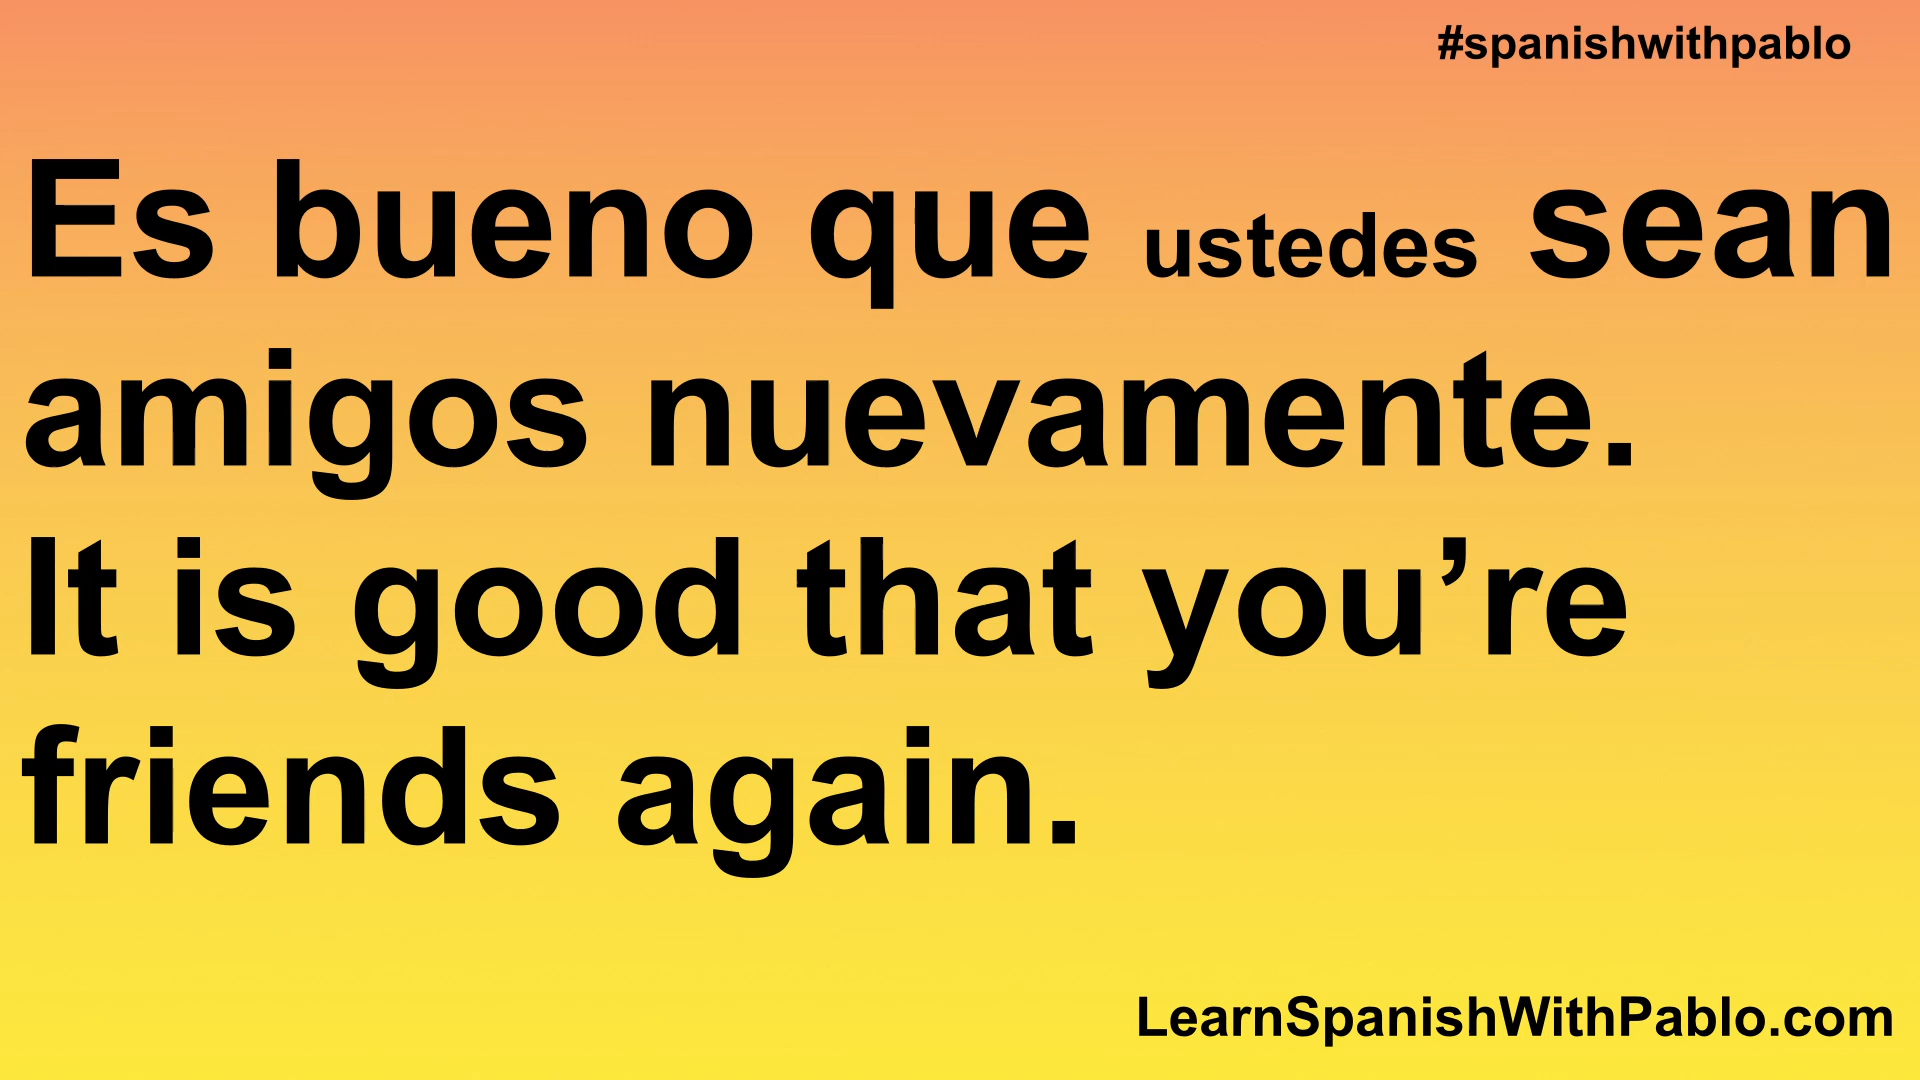 #spanishwithpablo
Es bueno que ustedes sean
amigos nuevamente.
It is good that you’re
friends again.
LearnSpanishWithPablo.com